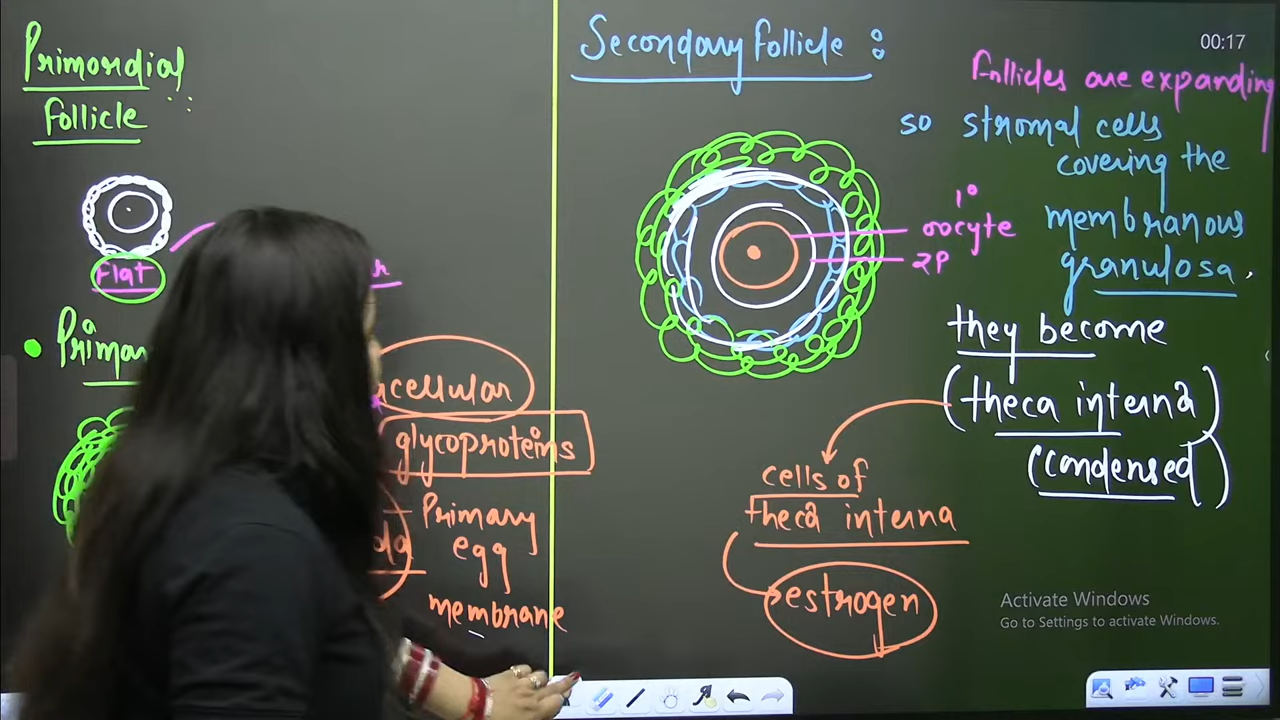 Primordial
Follicle
Flat
Prima
acellular
glycoproteins
Primary
egg
membrane
Secondary follicle :
00:17
Follicles are expanding
so stromal cells
covering the
membranous
granulosa.
1°
oocyte
ZP
they become
(theca interna)
(condensed)
cells of
theca interna
estrogen
Activate Windows
Go to Settings to activate Windows.